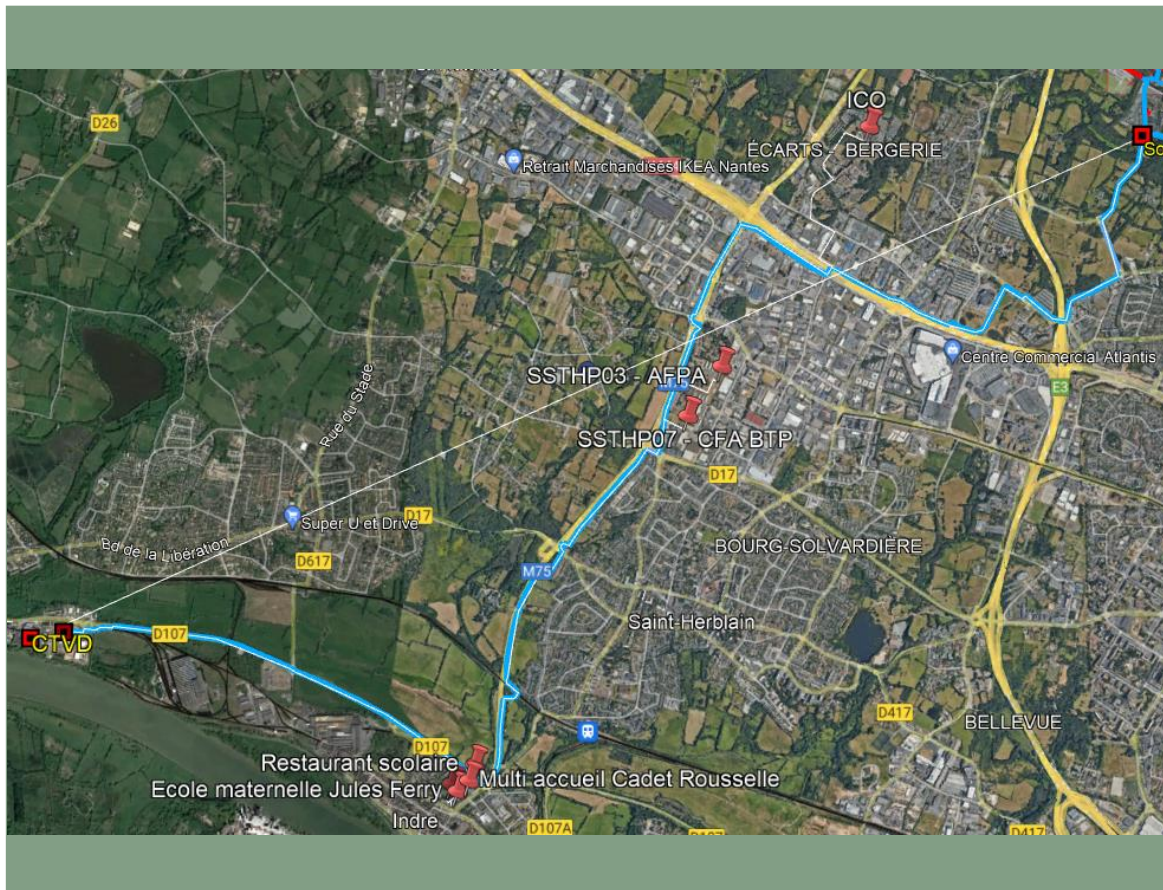 ICO
D26
ÉCARTS - BERGERIE
Retrait Marchandises IKEA Nantes
So
Centre Commercial Atlantis
SSTHP03 - AFPA
E3
Rue du Stade
SSTHP07 - CFA BTP
D17
Super U et Drive
D17
Bd de la Libération
BOURG-SOLVARDIÈRE
D617
M75
Saint-Herblain
CTVD
D107
D417
BELLEVUE
D107
Restaurant scolaire
Multi accueil Cadet Rousselle
Ecole maternelle Jules Ferry
Indre
D107A
D417